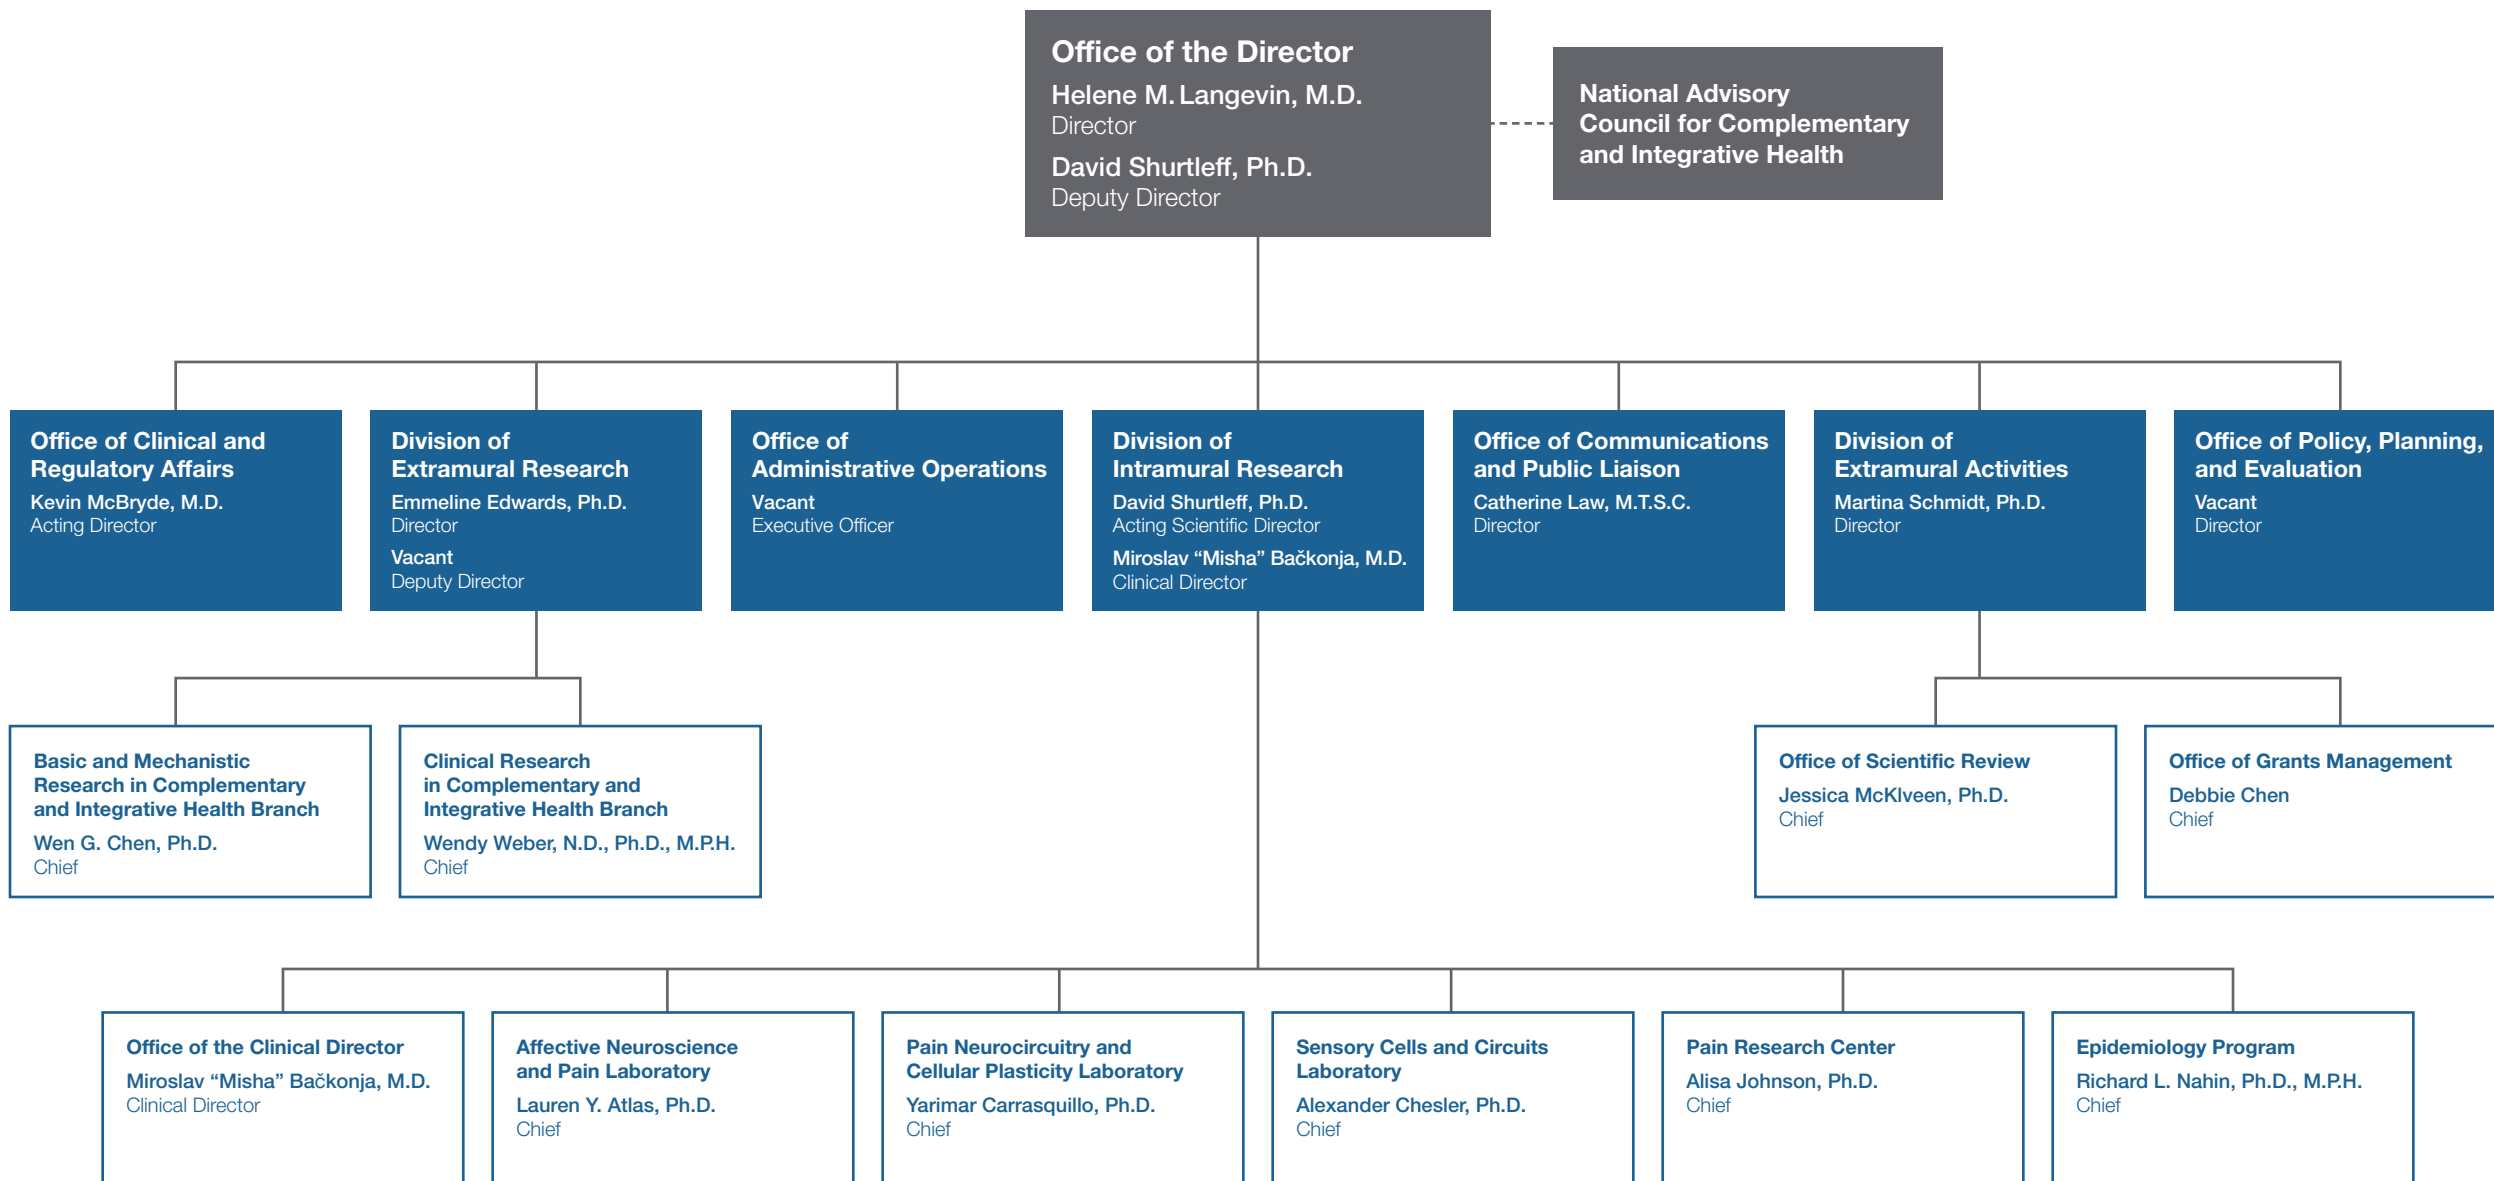 Office of the Director
Helene M. Langevin, M.D.
Director
David Shurtleff, Ph.D.
Deputy Director
National Advisory
Council for Complementary
and Integrative Health
Office of Clinical and
Regulatory Affairs
Kevin McBryde, M.D.
Acting Director
Division of
Extramural Research
Emmeline Edwards, Ph.D.
Director
Vacant
Deputy Director
Office of
Administrative Operations
Vacant
Executive Officer
Division of
Intramural Research
David Shurtleff, Ph.D.
Acting Scientific Director
Miroslav “Misha” Bačkonja, M.D.
Clinical Director
Office of Communications
and Public Liaison
Catherine Law, M.T.S.C.
Director
Division of
Extramural Activities
Martina Schmidt, Ph.D.
Director
Office of Policy, Planning,
and Evaluation
Vacant
Director
Basic and Mechanistic
Research in Complementary
and Integrative Health Branch
Wen G. Chen, Ph.D.
Chief
Clinical Research
in Complementary and
Integrative Health Branch
Wendy Weber, N.D., Ph.D., M.P.H.
Chief
Office of Scientific Review
Jessica McKlveen, Ph.D.
Chief
Office of Grants Management
Debbie Chen
Chief
Office of the Clinical Director
Miroslav “Misha” Bačkonja, M.D.
Clinical Director
Affective Neuroscience
and Pain Laboratory
Lauren Y. Atlas, Ph.D.
Chief
Pain Neurocircuitry and
Cellular Plasticity Laboratory
Yarimar Carrasquillo, Ph.D.
Chief
Sensory Cells and Circuits
Laboratory
Alexander Chesler, Ph.D.
Chief
Pain Research Center
Alisa Johnson, Ph.D.
Chief
Epidemiology Program
Richard L. Nahin, Ph.D., M.P.H.
Chief